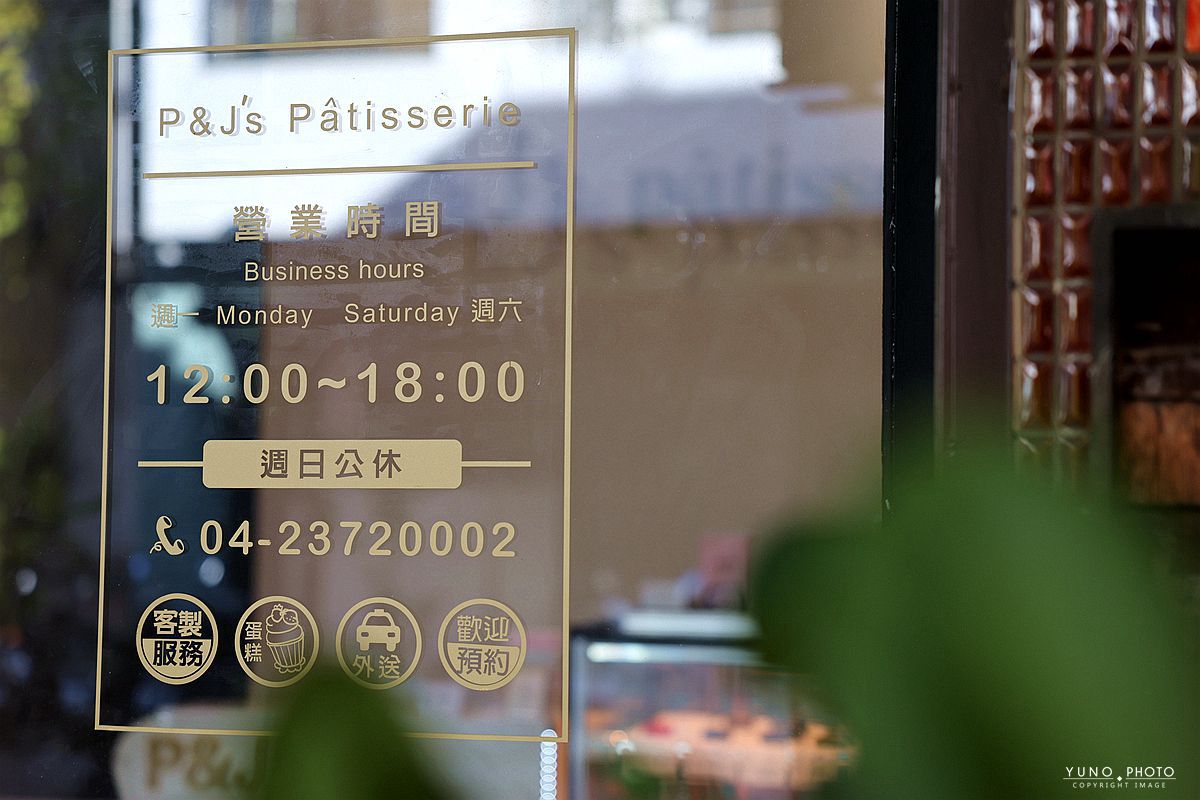 P&J's Pâtisserie
營業時間
Business hours
週一 Monday Saturday 週六
12:00~18:00
週日公休
04-23720002
客製
服務
蛋糕
外送
歡迎
預約
P&J
YUNO PHOTO
COPYRIGHT IMAGE